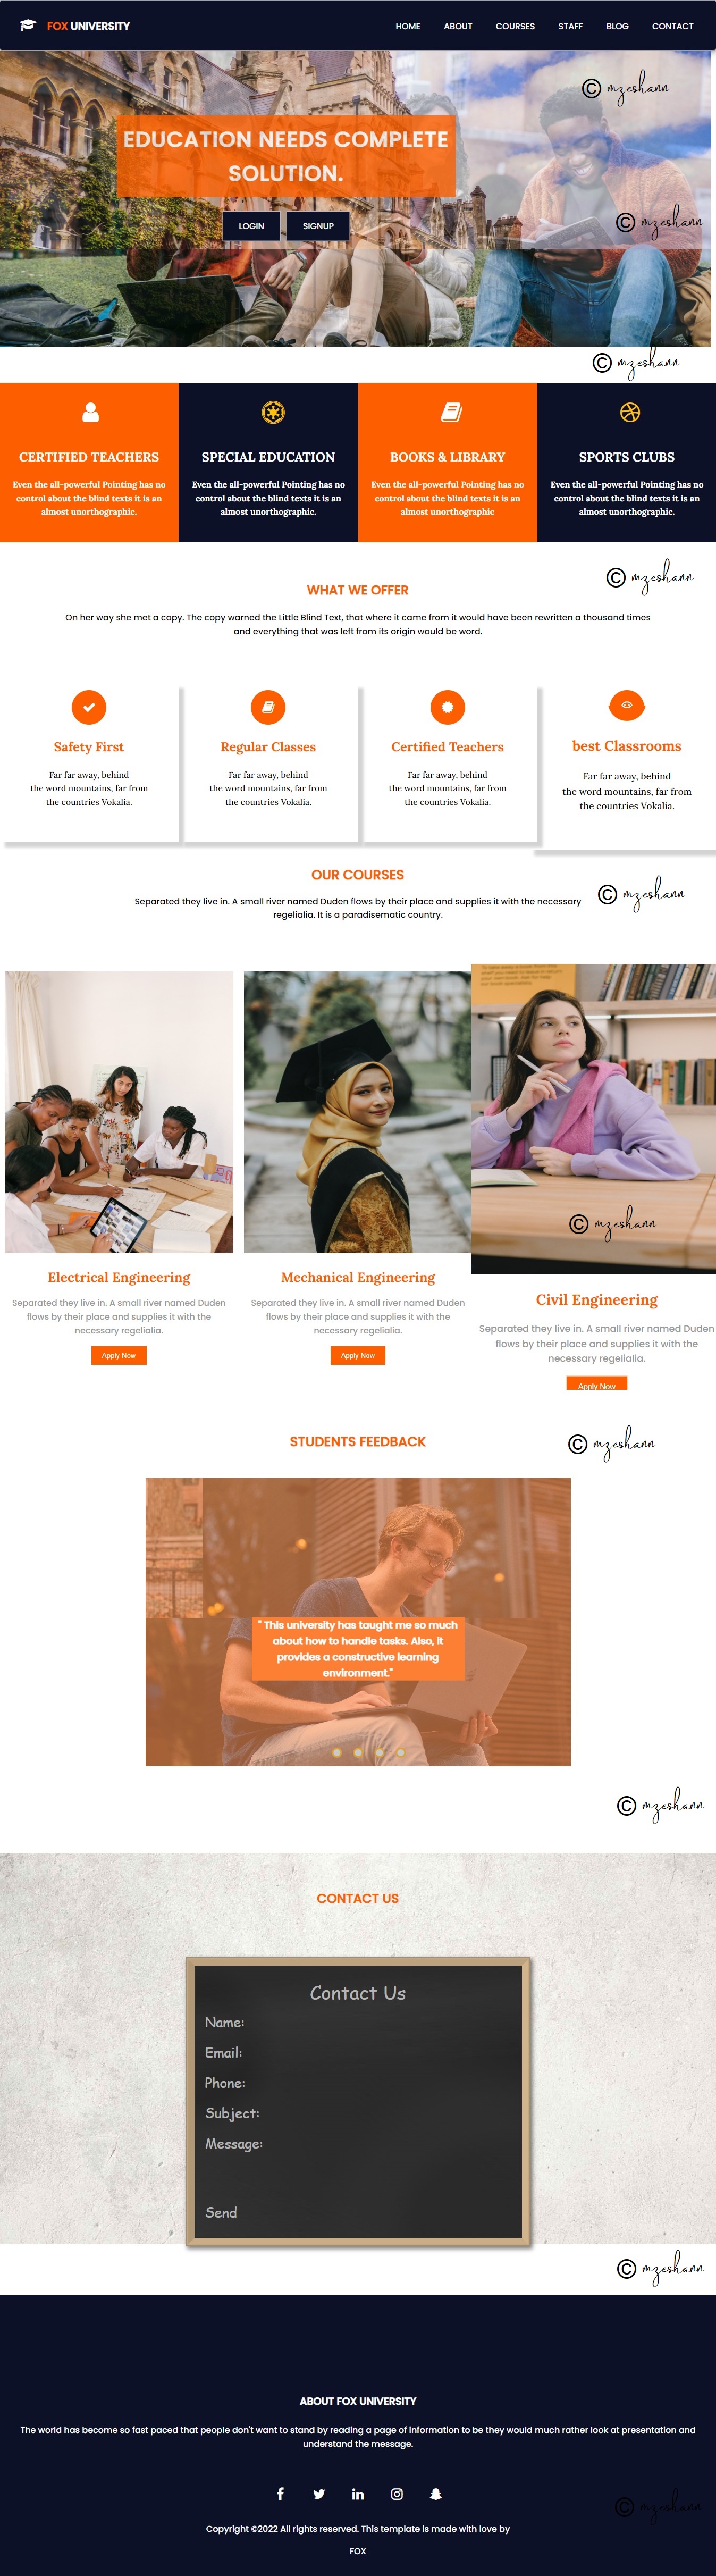 FOX UNIVERSITY
HOME ABOUT COURSES STAFF BLOG CONTACT
© mzeshann
EDUCATION NEEDS COMPLETE
SOLUTION.
© mzeshann
LOGIN SIGNUP
© mzeshann
CERTIFIED TEACHERS
Even the all-powerful Pointing has no
control about the blind texts it is an
almost unorthographic.
SPECIAL EDUCATION
Even the all-powerful Pointing has no
control about the blind texts it is an
almost unorthographic.
BOOKS & LIBRARY
Even the all-powerful Pointing has no
control about the blind texts it is an
almost unorthographic
SPORTS CLUBS
Even the all-powerful Pointing has no
control about the blind texts it is an
almost unorthographic.
© mzeshann
WHAT WE OFFER
On her way she met a copy. The copy warned the Little Blind Text, that where it came from it would have been rewritten a thousand times
and everything that was left from its origin would be word.
Safety First
Far far away, behind
the word mountains, far from
the countries Vokalia.
Regular Classes
Far far away, behind
the word mountains, far from
the countries Vokalia.
Certified Teachers
Far far away, behind
the word mountains, far from
the countries Vokalia.
best Classrooms
Far far away, behind
the word mountains, far from
the countries Vokalia.
OUR COURSES
© mzeshann
Separated they live in. A small river named Duden flows by their place and supplies it with the necessary
regelialia. It is a paradisematic country.
© mzeshann
Electrical Engineering
Separated they live in. A small river named Duden
flows by their place and supplies it with the
necessary regelialia.
Apply Now
Mechanical Engineering
Separated they live in. A small river named Duden
flows by their place and supplies it with the
necessary regelialia.
Apply Now
Civil Engineering
Separated they live in. A small river named Duden
flows by their place and supplies it with the
necessary regelialia.
Apply Now
STUDENTS FEEDBACK
© mzeshann
" This university has taught me so much
about how to handle tasks. Also, it
provides a constructive learning
environment."
© mzeshann
CONTACT US
Contact Us
Name:
Email:
Phone:
Subject:
Message:
Send
© mzeshann
ABOUT FOX UNIVERSITY
The world has become so fast paced that people don't want to stand by reading a page of information to be they would much rather look at presentation and
understand the message.
© mzeshann
Copyright ©2022 All rights reserved. This template is made with love by
FOX